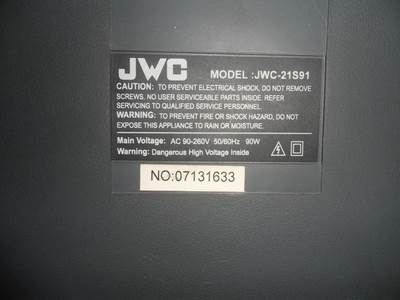 JWC MODEL :JWC-21S91
CAUTION: TO PREVENT ELECTRICAL SHOCK, DO NOT REMOVE
SCREWS. NO USER SERVICEABLE PARTS INSIDE. REFER
SERVICING TO QUALIFIED SERVICE PERSONNEL.
WARNING: TO PREVENT FIRE OR SHOCK HAZARD, DO NOT
EXPOSE THIS APPLIANCE TO RAIN OR MOISTURE.
Main Voltage: AC 90-260V 50/60Hz 90W
Warning: Dangerous High Voltage Inside
NO:07131633